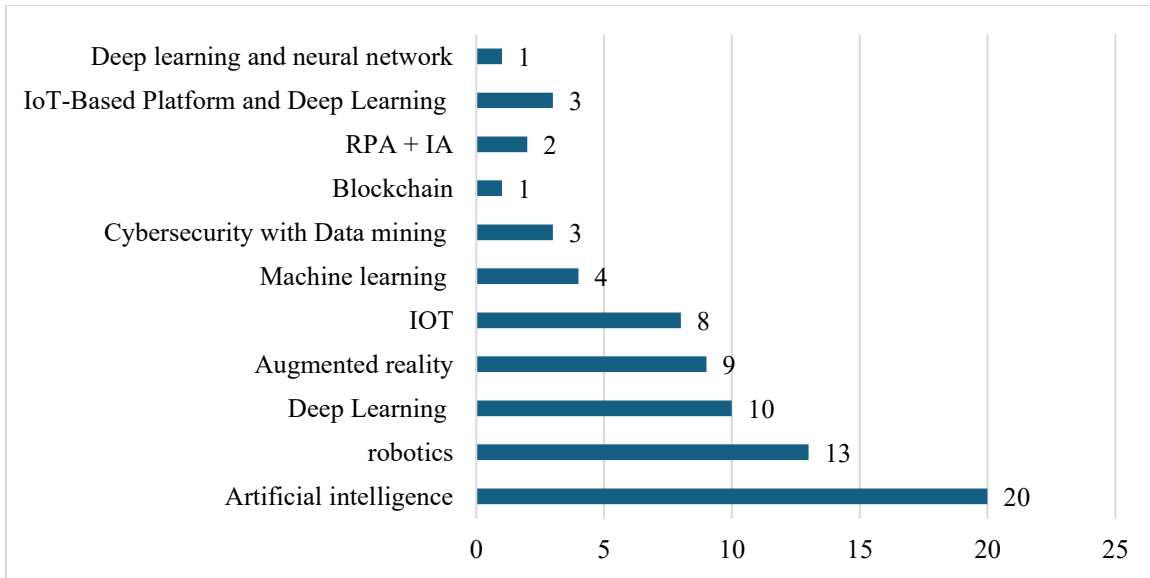 Deep learning and neural network 1
IoT-Based Platform and Deep Learning 3
RPA + IA 2
Blockchain 1
Cybersecurity with Data mining 3
Machine learning 4
IOT 8
Augmented reality 9
Deep Learning 10
robotics 13
Artificial intelligence 20
0 5 10 15 20 25